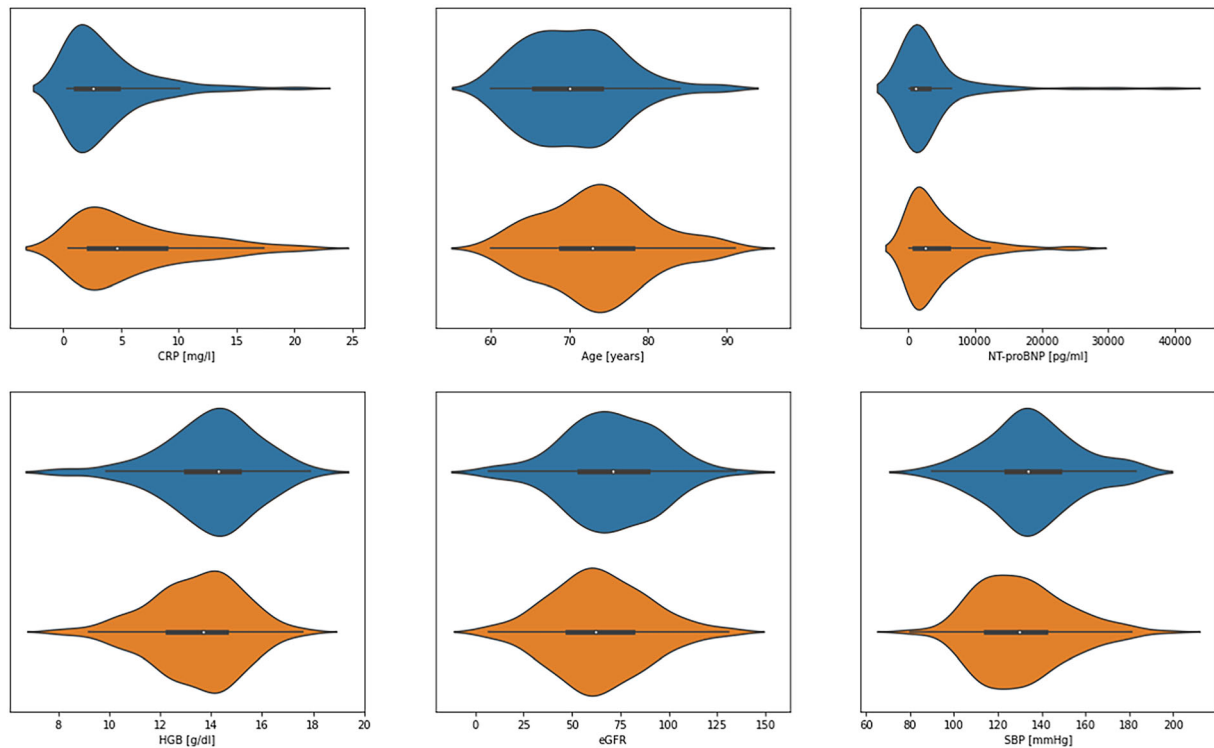 0 5 10 15 20 25
CRP [mg/l]
60 70 80 90
Age [years]
0 10000 20000 30000 40000
NT-proBNP [pg/ml]
8 10 12 14 16 18 20
HGB [g/dl]
0 25 50 75 100 125 150
eGFR
60 80 100 120 140 160 180 200
SBP [mmHg]